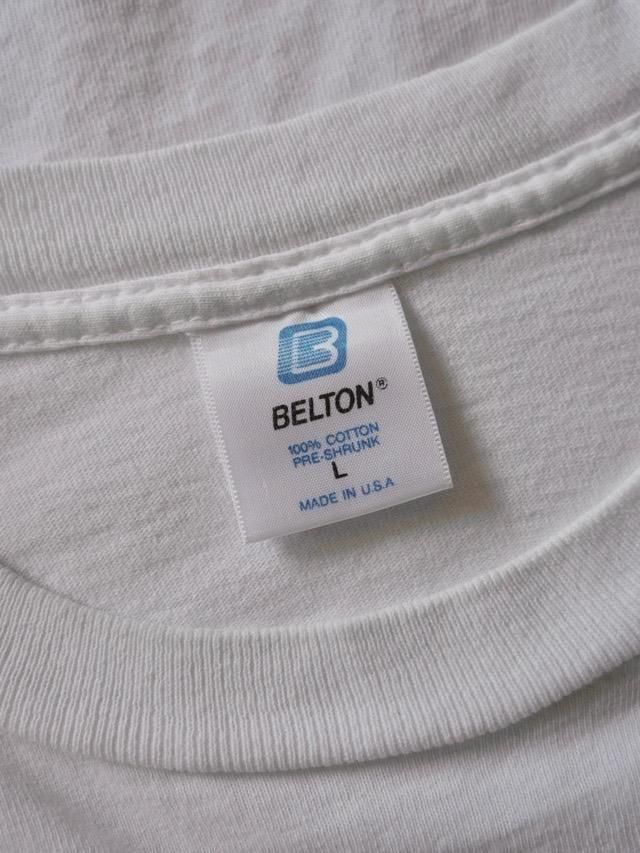 B
BELTON®
100% COTTON
PRE-SHRUNK
L
MADE IN U.S.A